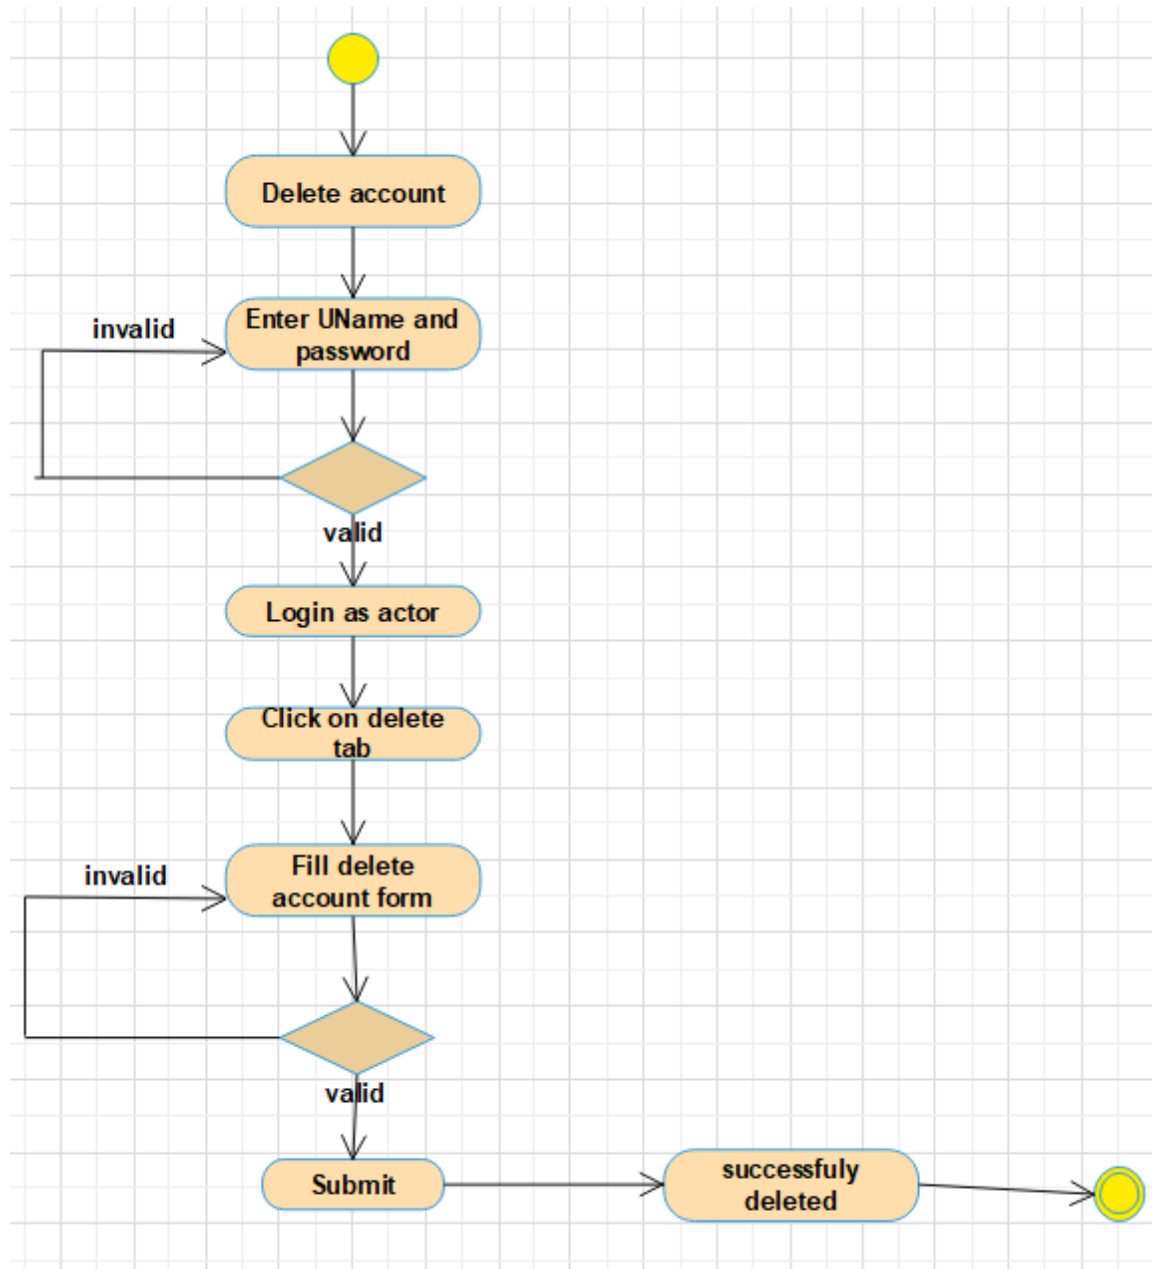 Delete account
Enter UName and
password
invalid
valid
Login as actor
Click on delete
tab
Fill delete
account form
invalid
valid
Submit
successfuly
deleted